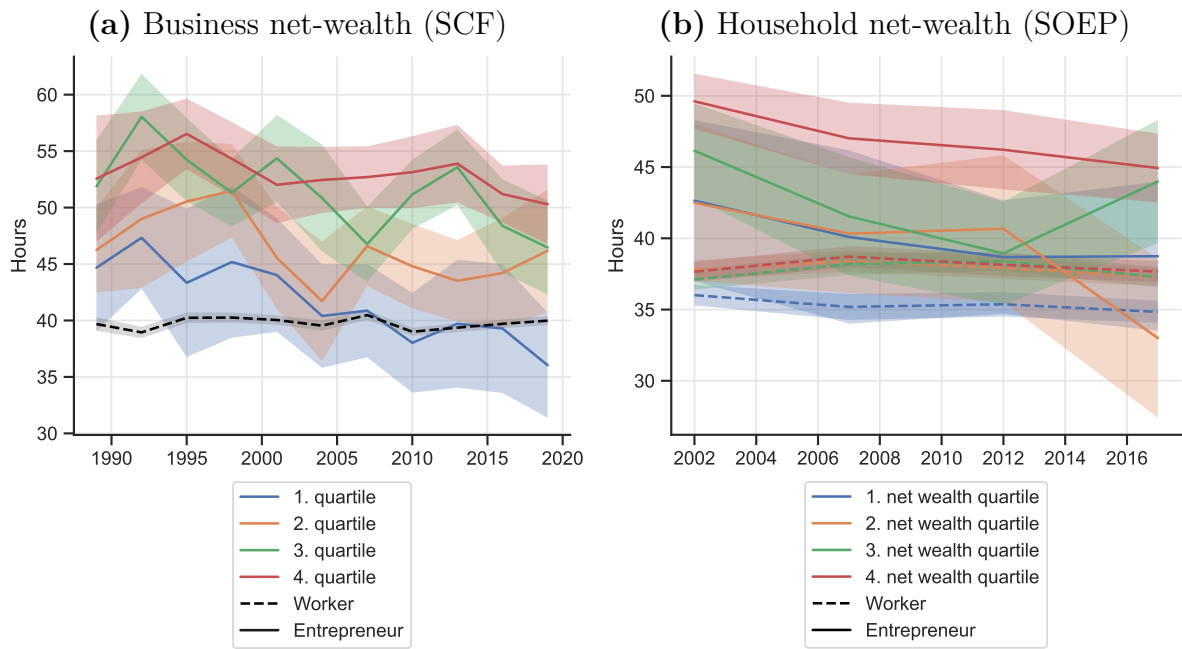 (a) Business net-wealth (SCF)
(b) Household net-wealth (SOEP)
Hours
60
55
50
45
40
35
30
1990 1995 2000 2005 2010 2015 2020
1. quartile
2. quartile
3. quartile
4. quartile
Worker
Entrepreneur
Hours
50
45
40
35
30
2002 2004 2006 2008 2010 2012 2014 2016
1. net wealth quartile
2. net wealth quartile
3. net wealth quartile
4. net wealth quartile
Worker
Entrepreneur